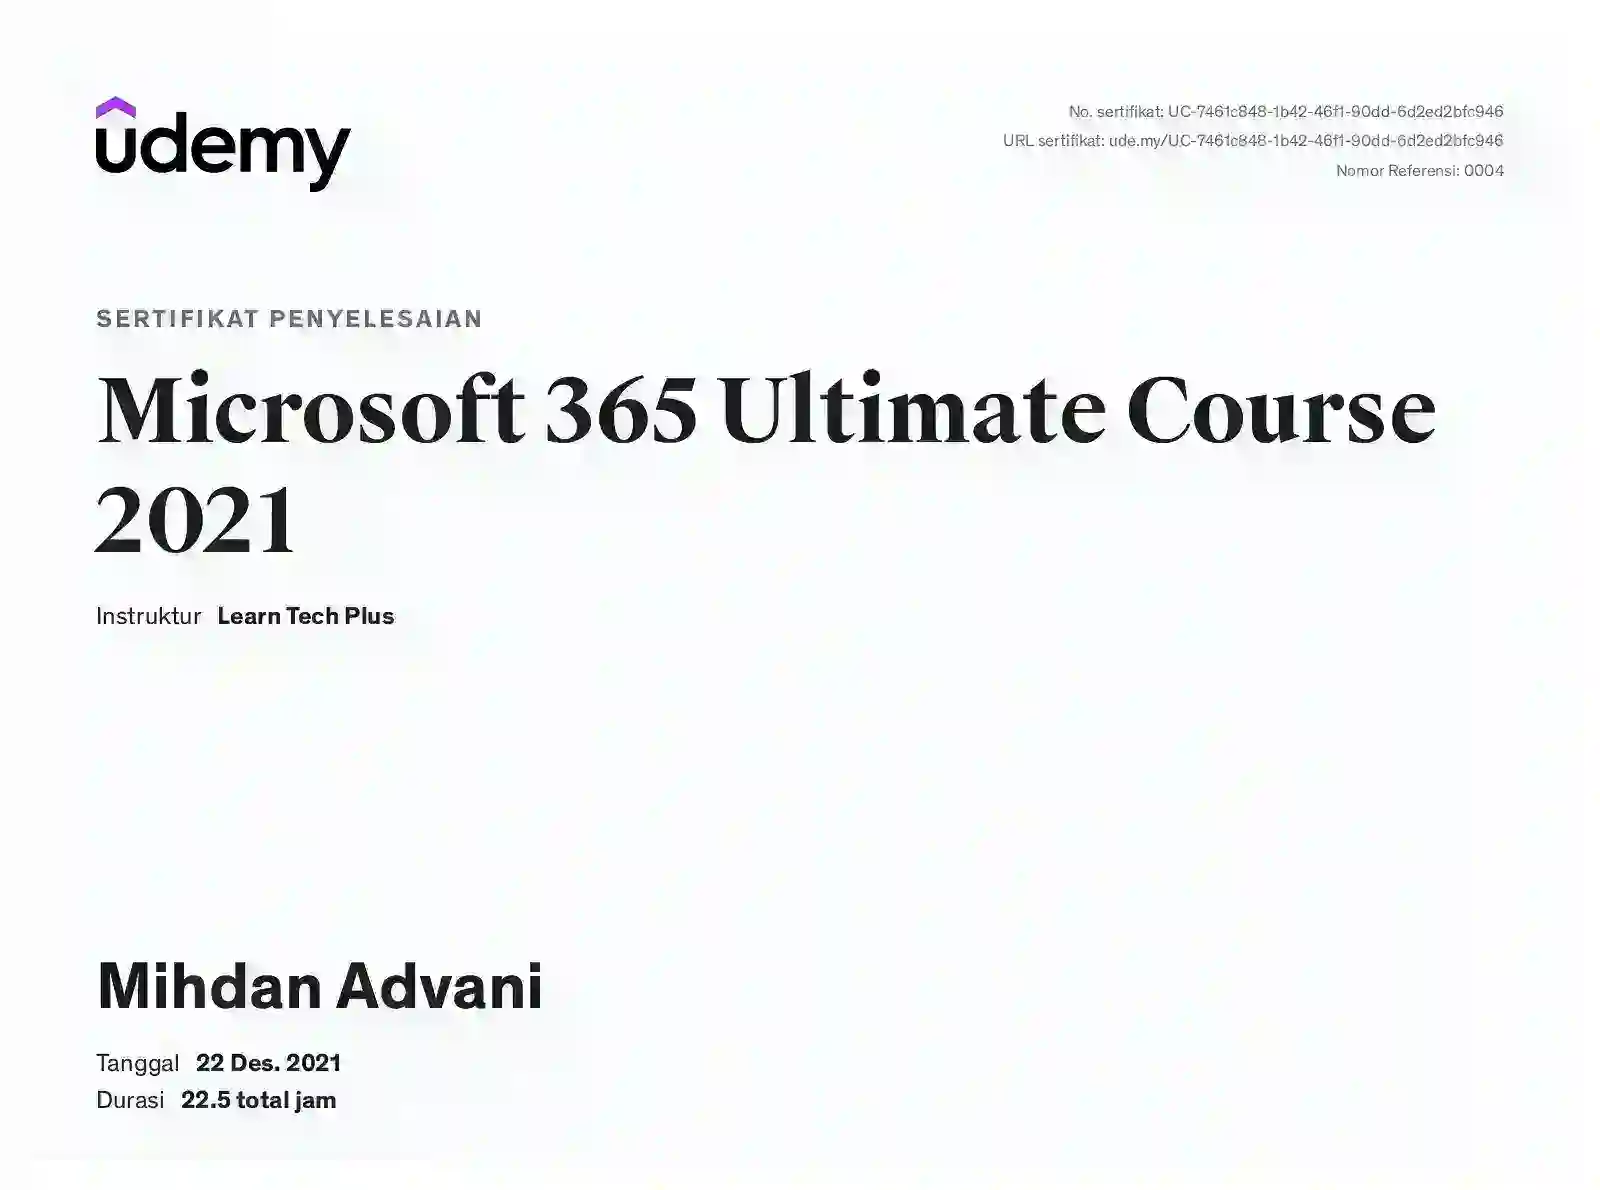 udemy
No. sertifikat: UC-7461c848-1b42-46f1-90dd-6d2ed2bfc946
URL sertifikat: ude.my/UC-7461c848-1b42-46f1-90dd-6d2ed2bfc946
Nomor Referensi: 0004
SERTIFIKAT PENYELESAIAN
Microsoft 365 Ultimate Course
2021
Instruktur Learn Tech Plus
Mihdan Advani
Tanggal 22 Des. 2021
Durasi 22.5 total jam